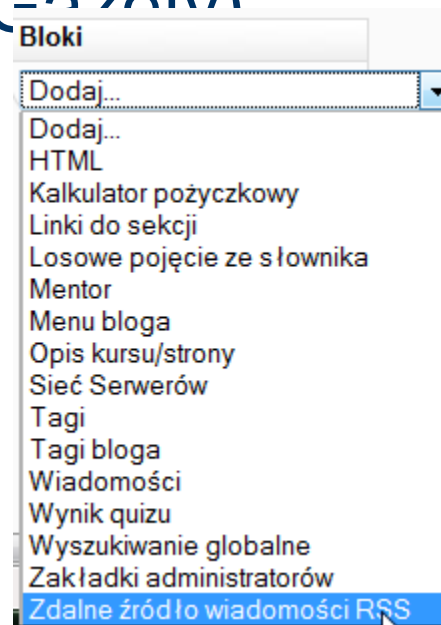 Bloki
Dodaj...
Dodaj...
HTML
Kalkulator pożyczkowy
Linki do sekcji
Losowe pojęcie ze słownika
Mentor
Menu bloga
Opis kursu/strony
Sieć Serwerów
Tagi
Tagi bloga
Wiadomości
Wynik quizu
Wyszukiwanie globalne
Zakładki administratorów
Zdalne źródło wiadomości RSS